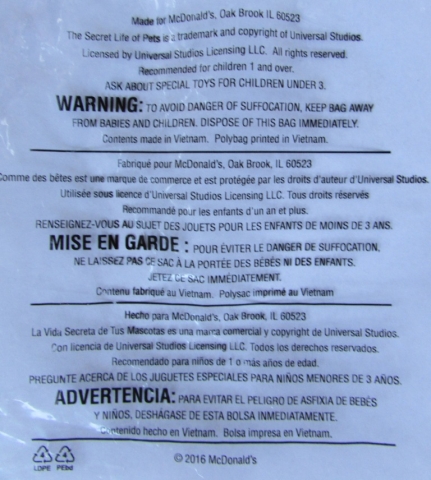 Made for McDonald's, Oak Brook IL 60523
The Secret Life of Pets is a trademark and copyright of Universal Studios.
Licensed by Universal Studios Licensing LLC. All rights reserved.
Recommended for children 1 and over.
ASK ABOUT SPECIAL TOYS FOR CHILDREN UNDER 3.
WARNING: TO AVOID DANGER OF SUFFOCATION, KEEP BAG AWAY
FROM BABIES AND CHILDREN. DISPOSE OF THIS BAG IMMEDIATELY.
Contents made in Vietnam. Polybag printed in Vietnam.
Fabriqué pour McDonald's, Oak Brook, IL 60523
Comme des bêtes est une marque de commerce et est protégée par les droits d'auteur d'Universal Studios.
Utilisée sous licence d'Universal Studios Licensing LLC. Tous droits réservés
Recommandé pour les enfants d'un an et plus.
RENSEIGNEZ-VOUS AU SUJET DES JOUETS POUR LES ENFANTS DE MOINS DE 3 ANS.
MISE EN GARDE : POUR ÉVITER LE DANGER DE SUFFOCATION,
NE LAISSEZ PAS CE SAC À LA PORTÉE DES BÉBÉS NI DES ENFANTS.
JETEZ CE SAC IMMÉDIATEMENT.
Contenu fabriqué au Vietnam. Polysac imprimé au Vietnam
Hecho para McDonald's, Oak Brook, IL 60523
La Vida Secreta de Tus Mascotas es una marca comercial y copyright de Universal Studios.
Con licencia de Universal Studios Licensing LLC. Todos los derechos reservados.
Recomendado para niños de 1 o más años de edad.
PREGUNTE ACERCA DE LOS JUGUETES ESPECIALES PARA NIÑOS MENORES DE 3 AÑOS.
ADVERTENCIA: PARA EVITAR EL PELIGRO DE ASFIXIA DE BEBÉS
Y NIÑOS, DESHÁGASE DE ESTA BOLSA INMEDIATAMENTE.
Contenido hecho en Vietnam. Bolsa impresa en Vietnam.
LDPE PEbd
© 2016 McDonald's